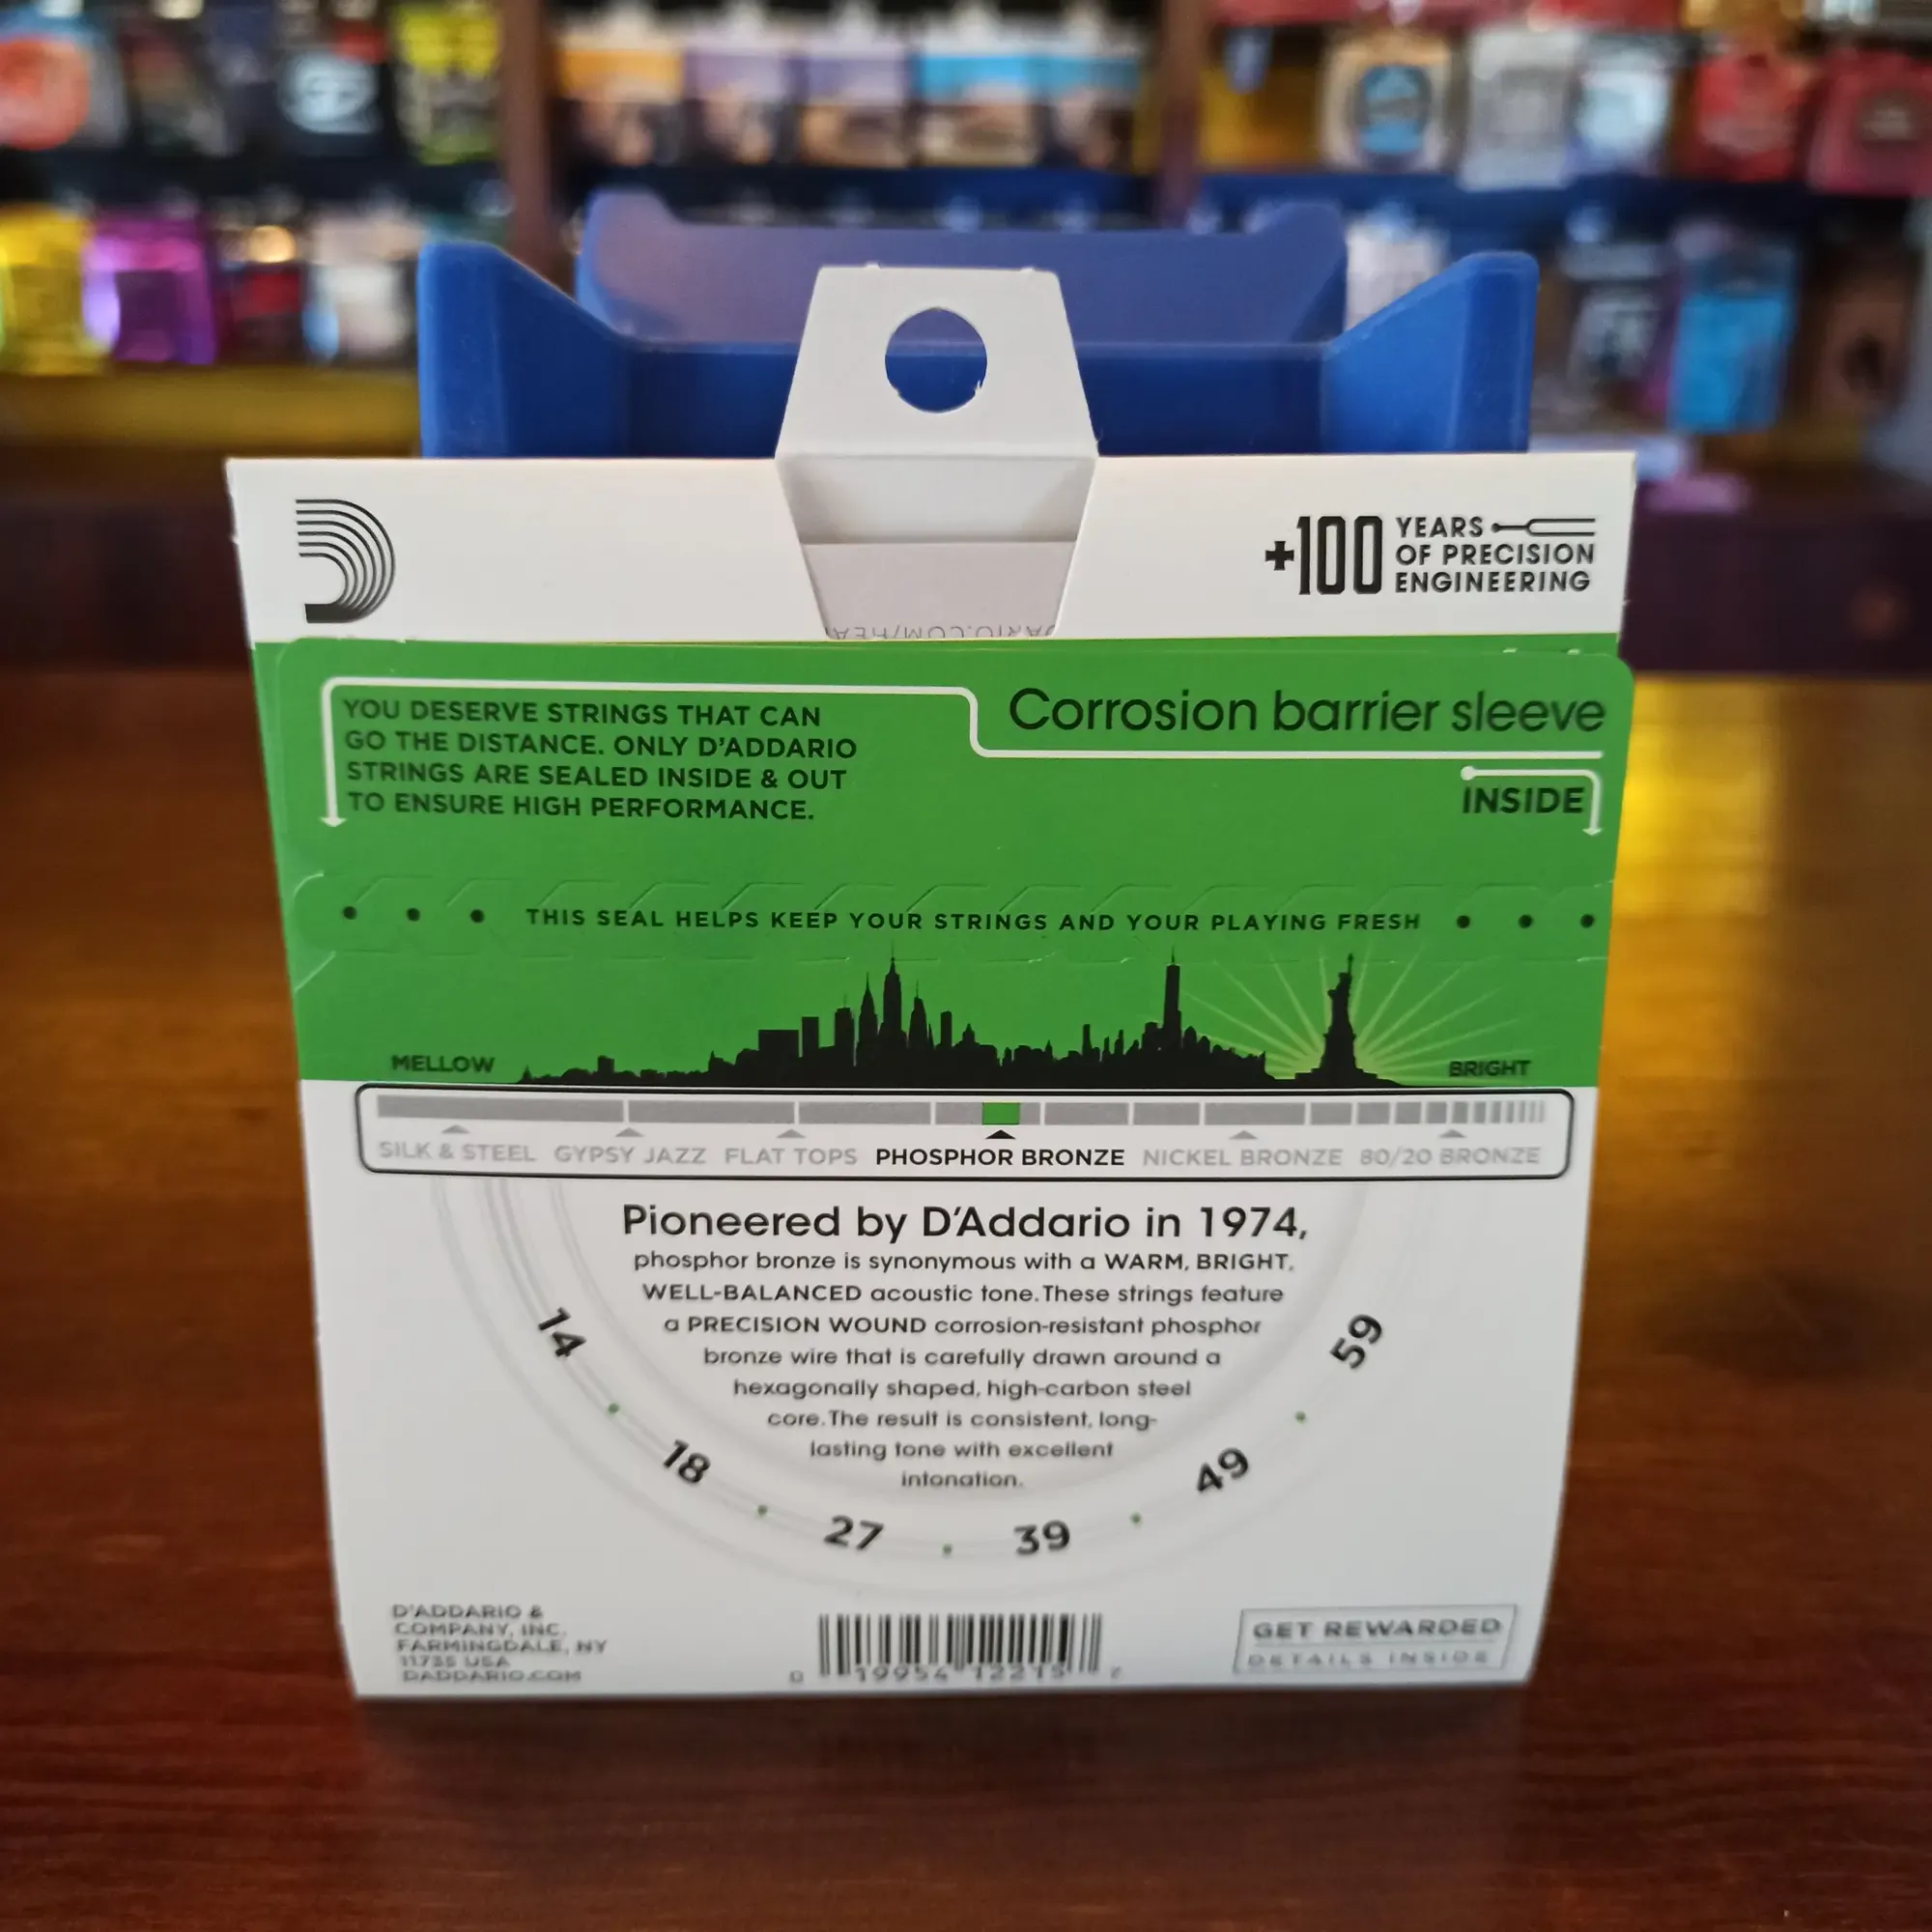 +100 YEARS
OF PRECISION
ENGINEERING
YOU DESERVE STRINGS THAT CAN
GO THE DISTANCE. ONLY D'ADDARIO
STRINGS ARE SEALED INSIDE & OUT
TO ENSURE HIGH PERFORMANCE.
Corrosion barrier sleeve
INSIDE
• • • THIS SEAL HELPS KEEP YOUR STRINGS AND YOUR PLAYING FRESH • • •
MELLOW
BRIGHT
SILK & STEEL GYPSY JAZZ FLAT TOPS PHOSPHOR BRONZE NICKEL BRONZE 80/20 BRONZE
Pioneered by D'Addario in 1974,
phosphor bronze is synonymous with a WARM, BRIGHT,
WELL-BALANCED acoustic tone. These strings feature
a PRECISION WOUND corrosion-resistant phosphor
bronze wire that is carefully drawn around a
hexagonally shaped, high-carbon steel
core. The result is consistent, long-
lasting tone with excellent
intonation.
14 • 18 • 27 • 39 • 49 • 59
D'ADDARIO &
COMPANY, INC.
FARMINGDALE, NY
11735 USA
DADDARIO.COM
0 19954 12215 2
GET REWARDED
DETAILS INSIDE